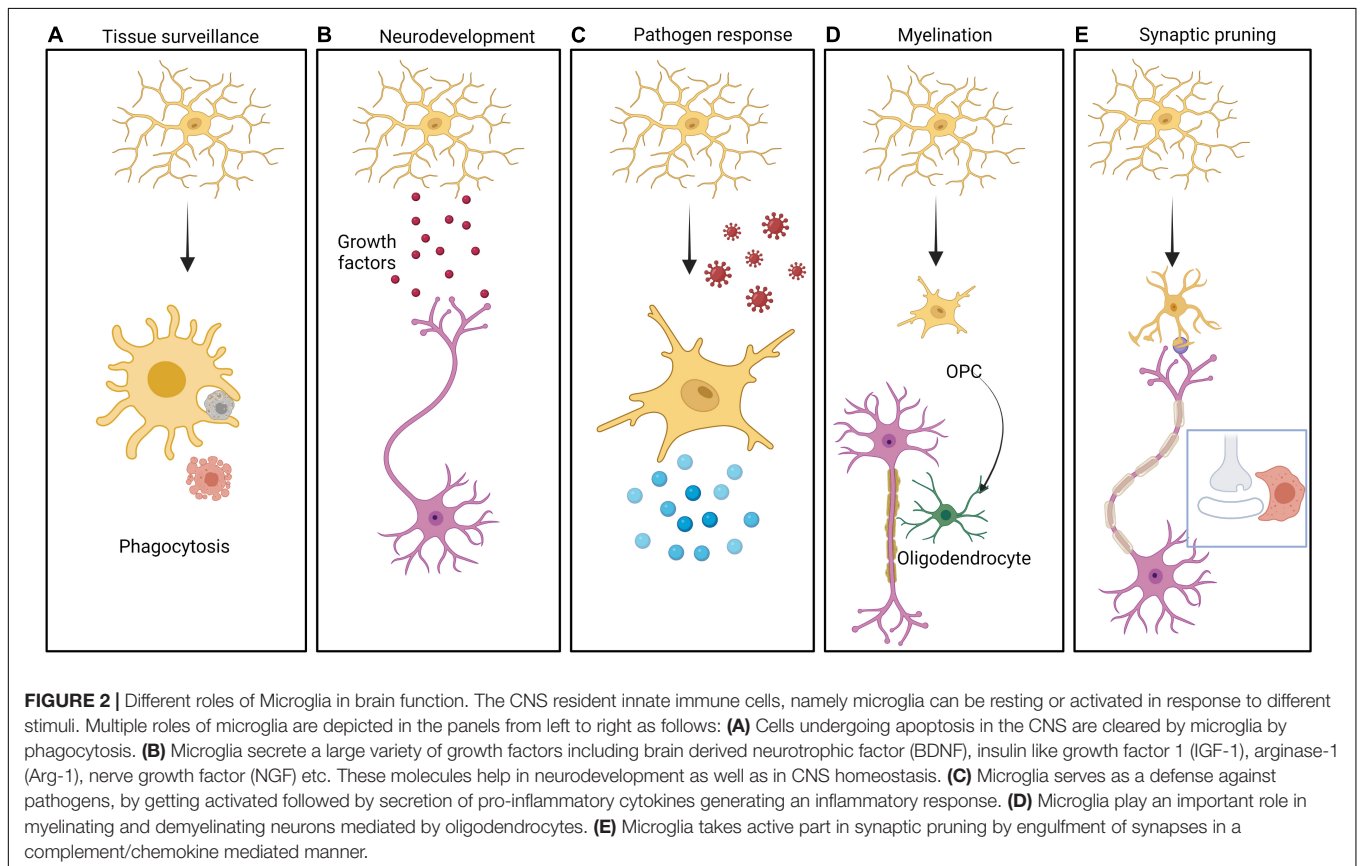 A Tissue surveillance
B Neurodevelopment
C Pathogen response
D Myelination
E Synaptic pruning
Growth
factors
Phagocytosis
OPC
Oligodendrocyte
FIGURE 2 | Different roles of Microglia in brain function. The CNS resident innate immune cells, namely microglia can be resting or activated in response to different
stimuli. Multiple roles of microglia are depicted in the panels from left to right as follows: (A) Cells undergoing apoptosis in the CNS are cleared by microglia by
phagocytosis. (B) Microglia secrete a large variety of growth factors including brain derived neurotrophic factor (BDNF), insulin like growth factor 1 (IGF-1), arginase-1
(Arg-1), nerve growth factor (NGF) etc. These molecules help in neurodevelopment as well as in CNS homeostasis. (C) Microglia serves as a defense against
pathogens, by getting activated followed by secretion of pro-inflammatory cytokines generating an inflammatory response. (D) Microglia play an important role in
myelinating and demyelinating neurons mediated by oligodendrocytes. (E) Microglia takes active part in synaptic pruning by engulfment of synapses in a
complement/chemokine mediated manner.